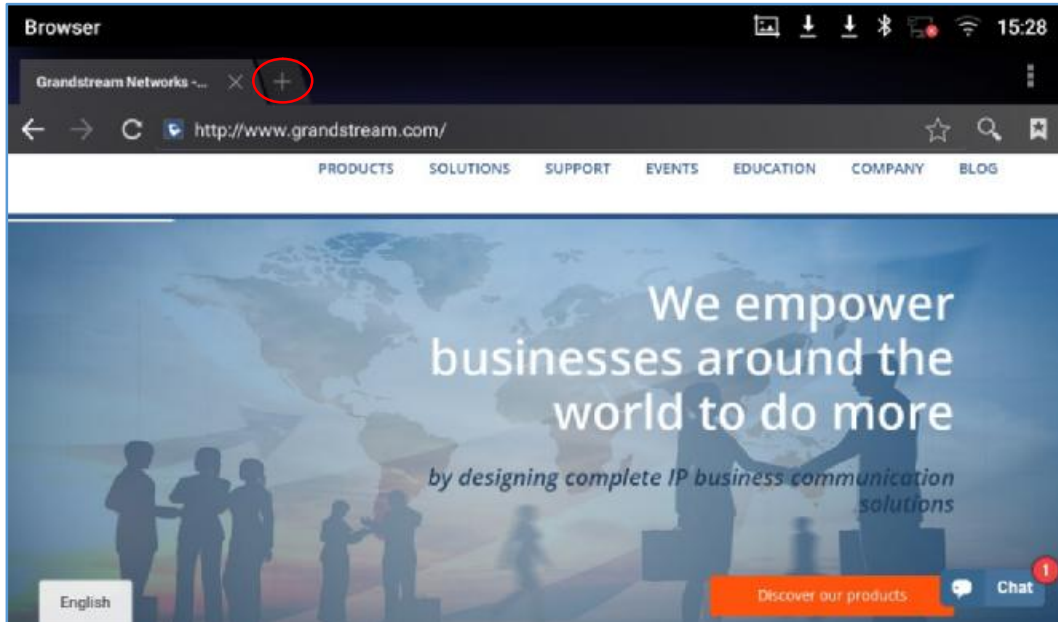 Browser
15:28
Grandstream Networks -...
http://www.grandstream.com/
PRODUCTS SOLUTIONS SUPPORT EVENTS EDUCATION COMPANY BLOG
We empower
businesses around the
world to do more
by designing complete IP business communication
solutions
English
Discover our products
Chat
1